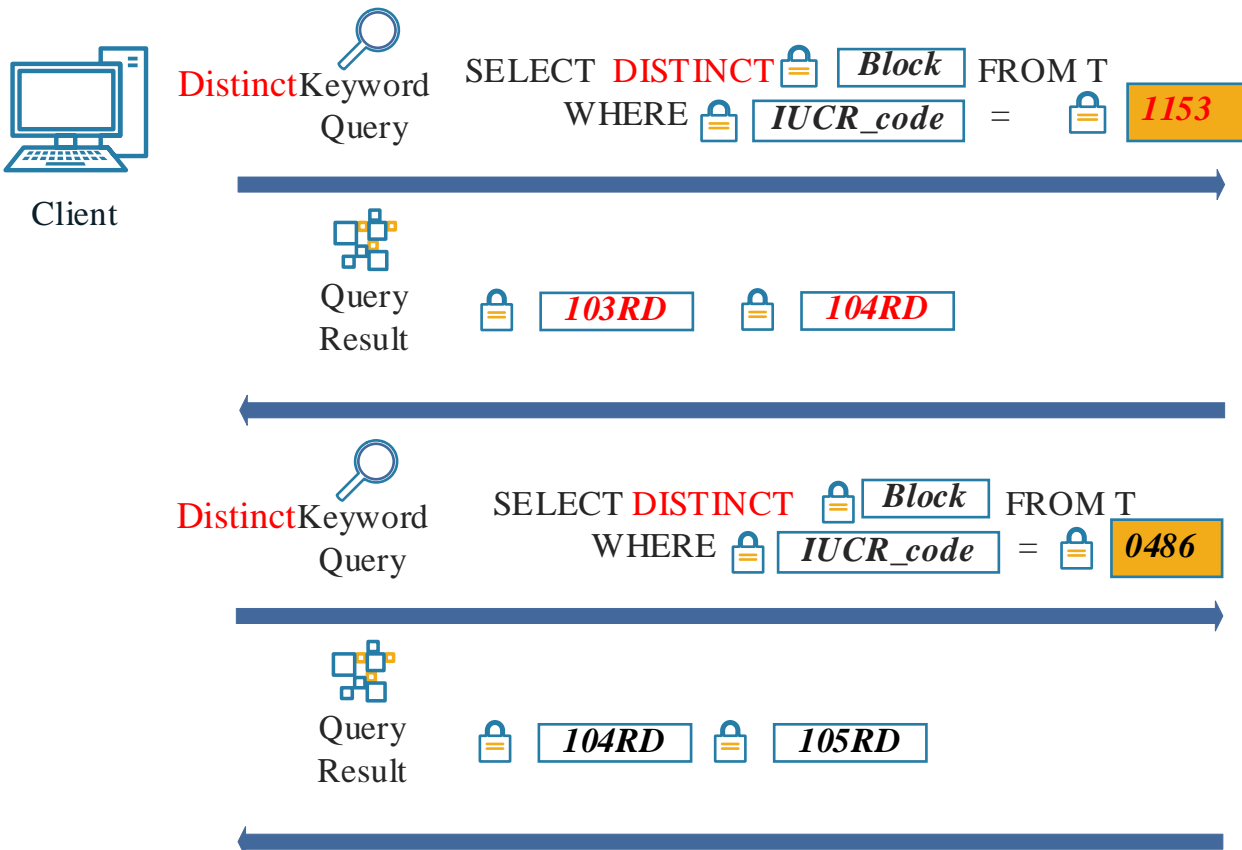 Client
DistinctKeyword
Query
SELECT DISTINCT Block FROM T
WHERE IUCR_code = 1153
Query
Result
103RD 104RD
DistinctKeyword
Query
SELECT DISTINCT Block FROM T
WHERE IUCR_code = 0486
Query
Result
104RD 105RD